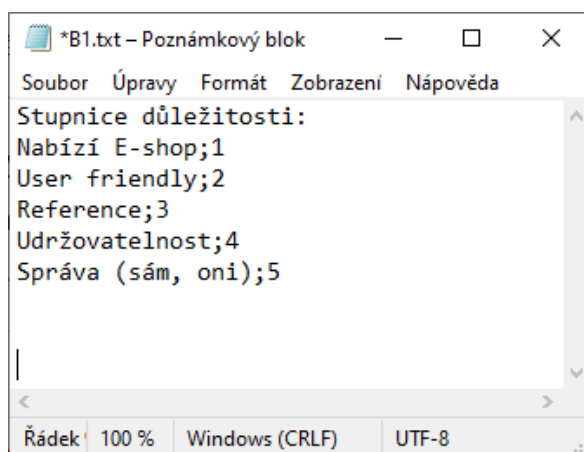 *B1.txt – Poznámkový blok
Soubor Úpravy Formát Zobrazení Nápověda
Stupnice důležitosti:
Nabízí E-shop;1
User friendly;2
Reference;3
Udržovatelnost;4
Správa (sám, oni);5
Řádek 100 % Windows (CRLF) UTF-8